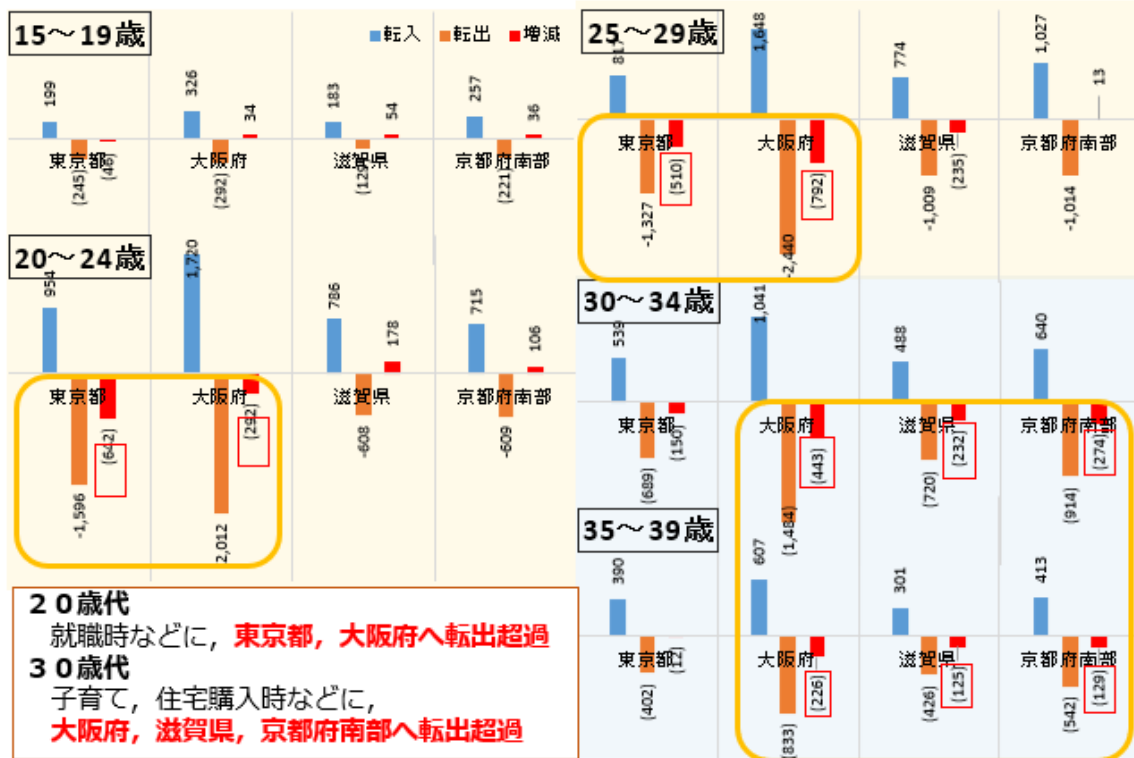 15～19歳
■転入 ■転出 ■増減
199 326 34 183 54 257 36
東京都 大阪府 滋賀県 京都府南部
(245) (46) (292) (129) (221)
20～24歳
954 1,720 786 178 715 106
東京都 大阪府 滋賀県 京都府南部
-1,596 (642) 2,012 (292) -608 -609
２０歳代
就職時などに，東京都，大阪府へ転出超過
３０歳代
子育て，住宅購入時などに，
大阪府，滋賀県，京都府南部へ転出超過
25～29歳
817 1,648 774 1,027 13
東京都 大阪府 滋賀県 京都府南部
-1,327 (510) -2,440 (792) -1,009 (235) -1,014
30～34歳
539 1,041 488 640
東京都 大阪府 滋賀県 京都府南部
(689) (150) (1,484) (443) (720) (232) (914) (274)
35～39歳
390 607 301 413
東京都 大阪府 滋賀県 京都府南部
(402) (12) (833) (226) (426) (125) (542) (129)